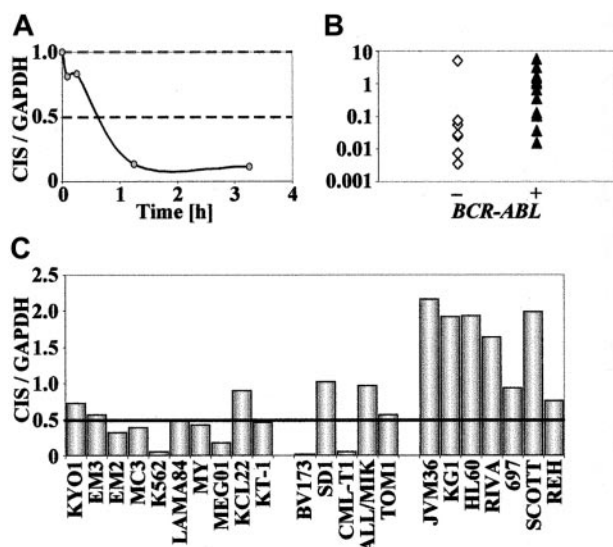 A
CIS / GAPDH
1.0
0.5
0
0 1 2 3 4
Time [h]
B
10
1
0.1
0.01
0.001
− +
BCR-ABL
C
CIS / GAPDH
2.5
2.0
1.5
1.0
0.5
0
KYO1
EM3
EM2
MC3
K562
LAMA84
MY
MEG01
KCL22
KT-1
BV173
SD1
CML-T1
ALL/MIK
TOM1
JVM36
KG1
HL60
RIVA
697
SCOTT
REH